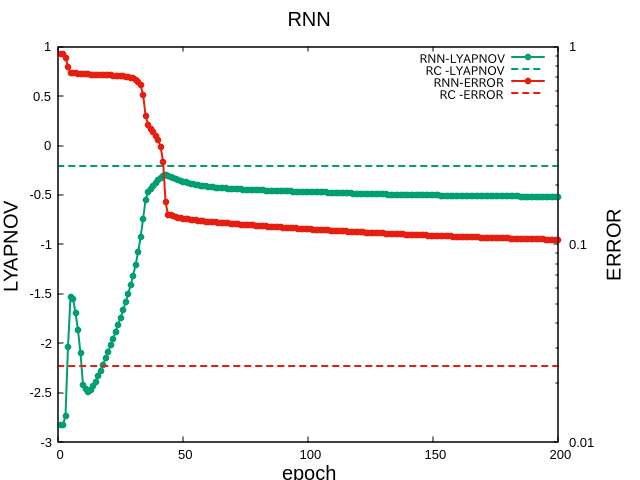 RNN
RNN-LYAPNOV
RC -LYAPNOV
RNN-ERROR
RC -ERROR
1
0.5
0
-0.5
-1
-1.5
-2
-2.5
-3
LYAPNOV
1
0.1
0.01
ERROR
0 50 100 150 200
epoch